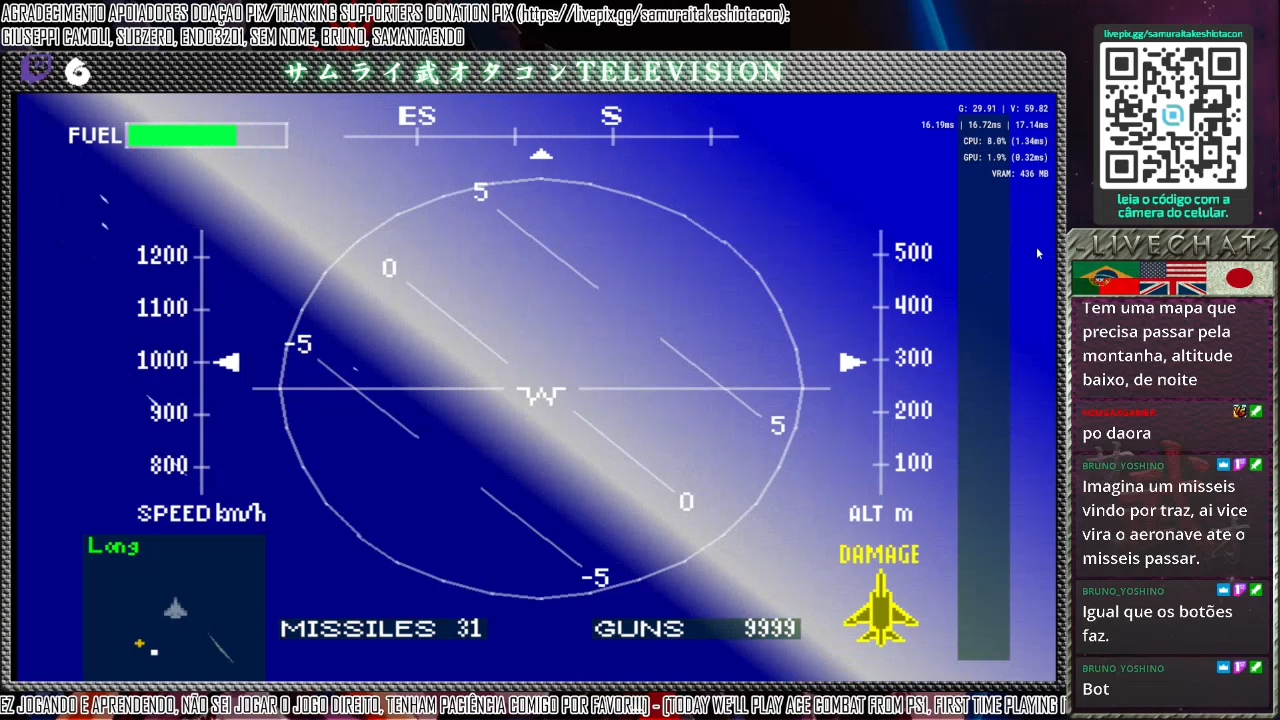 AGRADECIMENTO APOIADORES DOAÇÃO PIX/THANKING SUPPORTERS DONATION PIX (https://livepix.gg/samuraitakeshiotacon):
GIUSEPPI CAMOLI, SUBZERO, ENDO3201, SEM NOME, BRUNO, SAMANTAENDO
6
サムライ武オタコンTELEVISION
FUEL
ES
S
G: 29.91 | V: 59.82
16.19ms | 16.72ms | 17.14ms
CPU: 8.0% (1.34ms)
GPU: 1.9% (0.32ms)
VRAM: 436 MB
5
0
-5
5
0
-5
1200
1100
1000
900
800
SPEED km/h
500
400
300
200
100
ALT m
Long
DAMAGE
MISSILES 31
GUNS 9999
livepix.gg/samuraitakeshiotacon
leia o código com a
câmera do celular.
-LIVECHAT-
Tem uma mapa que
precisa passar pela
montanha, altitude
baixo, de noite
po daora
BRUNO_YOSHINO
Imagina um misseis
vindo por traz, ai vice
vira o aeronave ate o
misseis passar.
BRUNO_YOSHINO
Igual que os botões
faz.
BRUNO_YOSHINO
Bot
EZ JOGANDO E APRENDENDO, NÃO SEI JOGAR O JOGO DIREITO, TENHAM PACIÊNCIA COMIGO POR FAVOR!!!!] - [TODAY WE'LL PLAY ACE COMBAT FROM PS1, FIRST TIME PLAYING